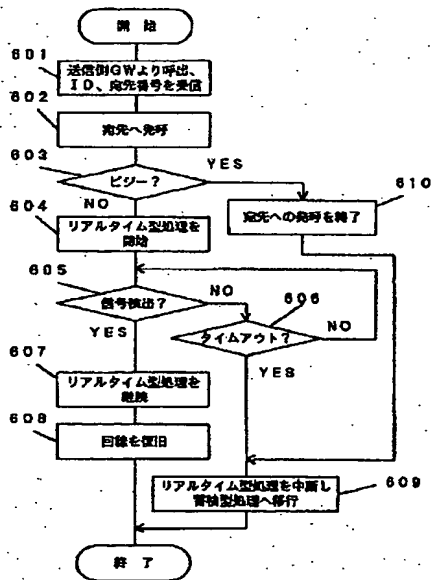 開始
601
送信側GWより呼出、
ID、宛先番号を受信
602
宛先へ発呼
603
ビジー?
YES
NO
610
宛先への発呼を終了
604
リアルタイム型処理を
開始
605
信号検出?
NO
YES
606
タイムアウト?
NO
YES
607
リアルタイム型処理を
継続
608
回線を復旧
リアルタイム型処理を中断し
蓄積型処理へ移行
609
終了